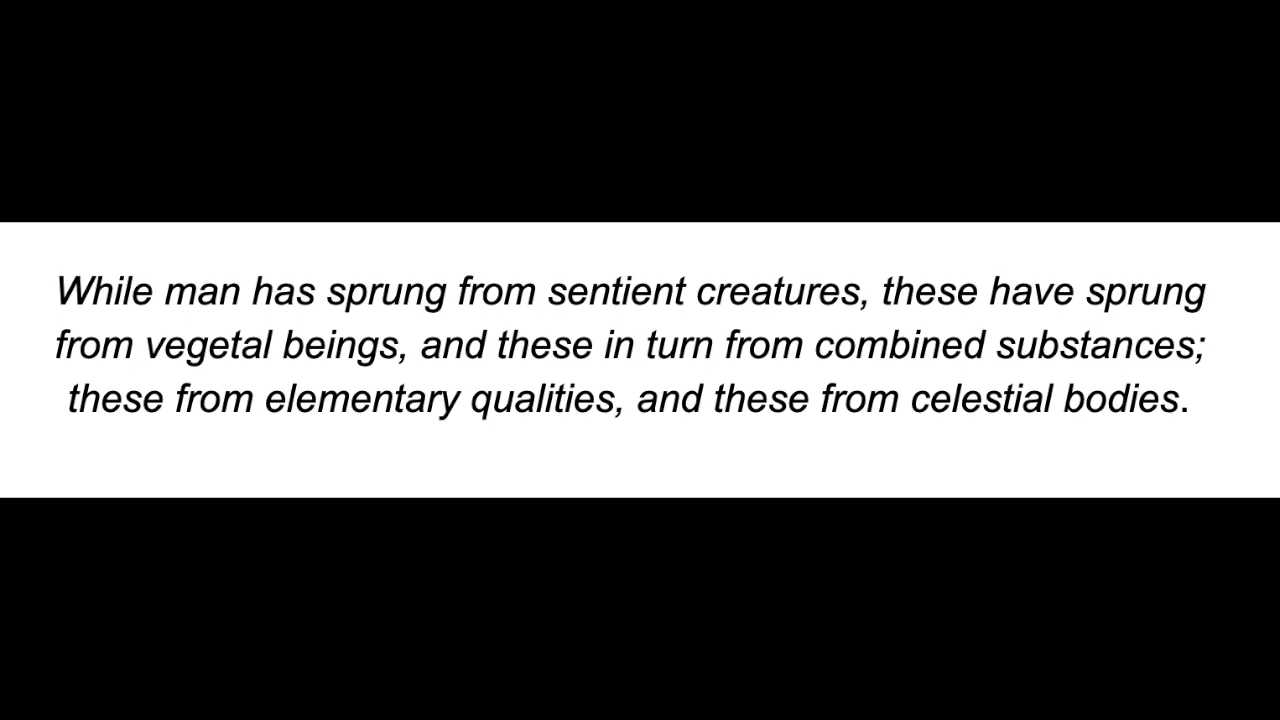 While man has sprung from sentient creatures, these have sprung
from vegetal beings, and these in turn from combined substances;
these from elementary qualities, and these from celestial bodies.